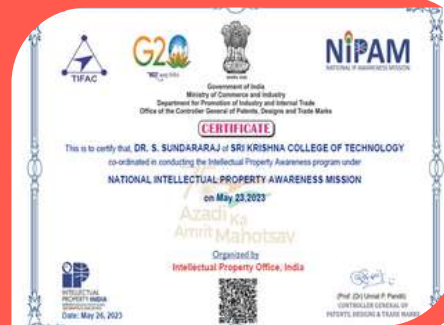 TIFAC
G20
NiPAM
NATIONAL IP AWARENESS MISSION
Government of India
Ministry of Commerce and Industry
Department for Promotion of Industry and Internal Trade
Office of the Controller General of Patents, Designs and Trade Marks
CERTIFICATE
This is to certify that, DR. S. SUNDARARAJ of SRI KRISHNA COLLEGE OF TECHNOLOGY
co-ordinated in conducting the Intellectual Property Awareness program under
NATIONAL INTELLECTUAL PROPERTY AWARENESS MISSION
on May 23,2023
Azadi Ka
Amrit Mahotsav
Organized by
Intellectual Property Office, India
INTELLECTUAL
PROPERTY INDIA
Date: May 26, 2023
(Prof. (Dr) Unnat P. Pandit)
CONTROLLER GENERAL OF
PATENTS, DESIGNS & TRADE MARKS